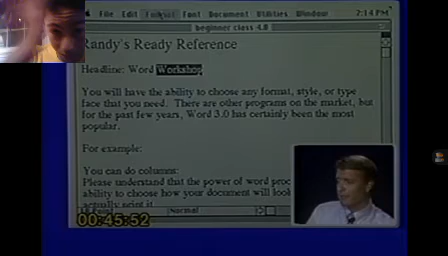 File Edit Format Font Document Utilities Window 2:14 PM
beginner class 4.8
Randy's Ready Reference
Headline: Word Workshop
You will have the ability to choose any format, style, or type
face that you need. There are other programs on the market, but
for the past few years, Word 3.0 has certainly been the most
popular.
For example:
You can do columns:
Please understand that the power of word proc
ability to choose how your document will look
actually print it
Normal
00:45:52